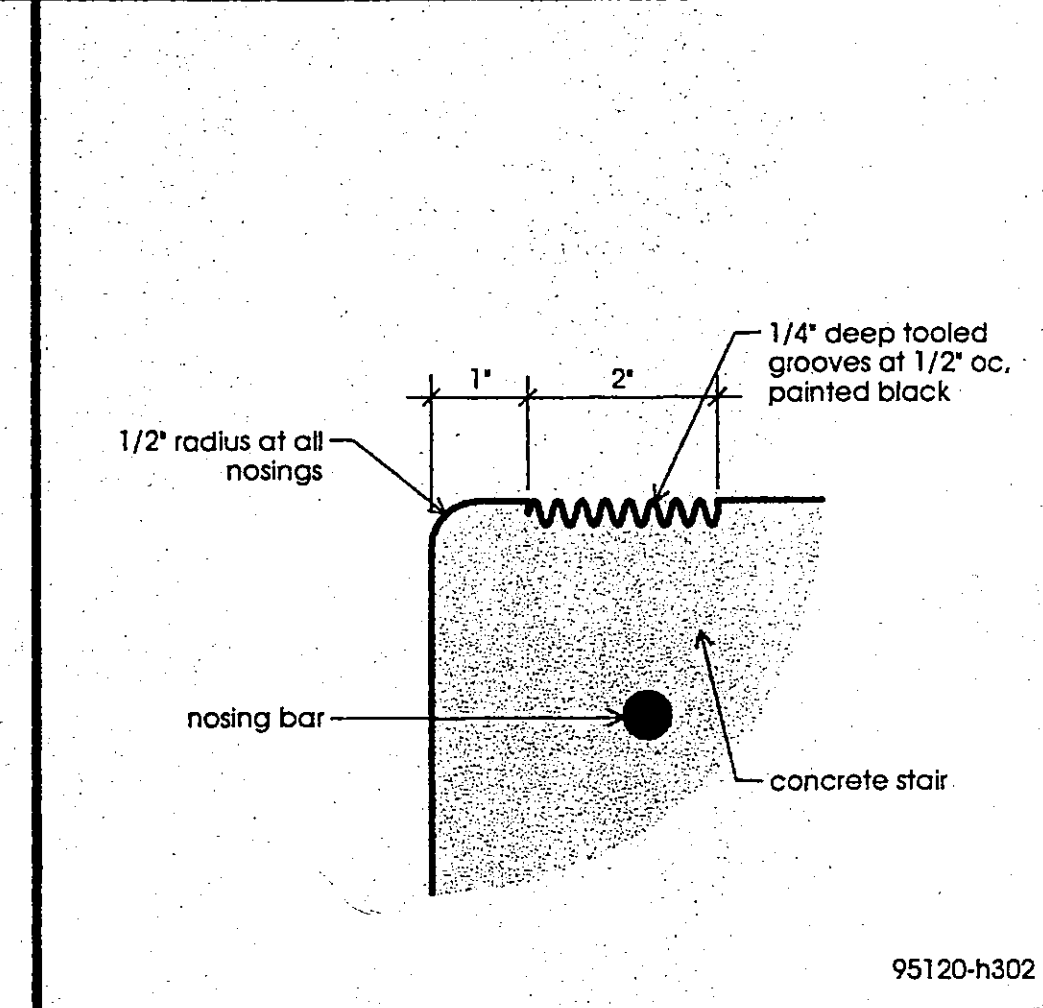 1/4" deep tooled
grooves at 1/2" oc,
painted black
1"
2"
1/2" radius at all
nosings
nosing bar
concrete stair
95120-h302